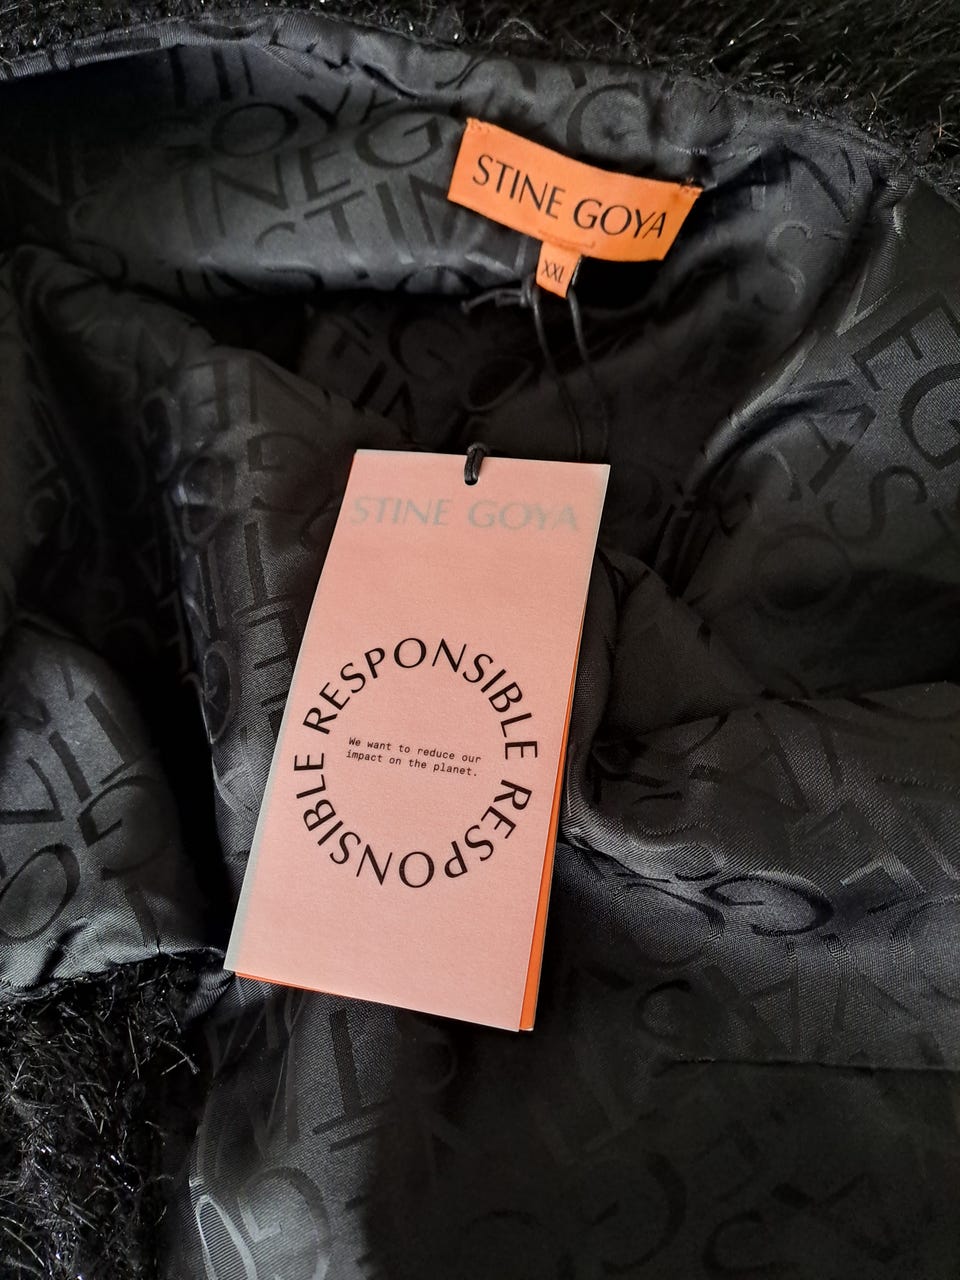 STINE GOYA
XXL
STINE GOYA
RESPONSIBLE RESPONSIBLE
We want to reduce our
impact on the planet.